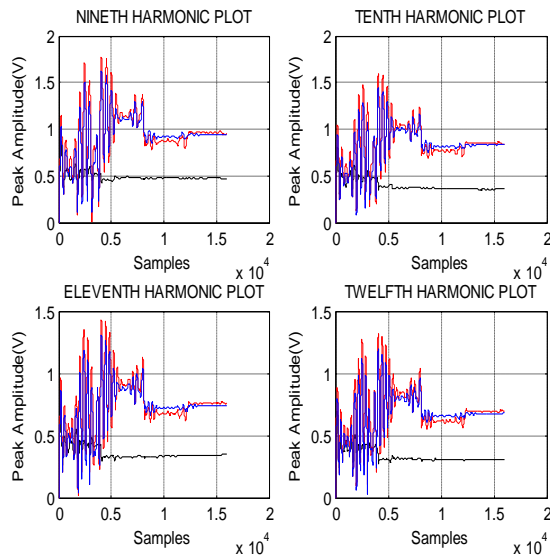 NINETH HARMONIC PLOT
Peak Amplitude(V)
2
1.5
1
0.5
0
0 0.5 1 1.5 2
Samples
x 10^4
TENTH HARMONIC PLOT
Peak Amplitude(V)
2
1.5
1
0.5
0
0 0.5 1 1.5 2
Samples
x 10^4
ELEVENTH HARMONIC PLOT
Peak Amplitude(V)
1.5
1
0.5
0
0 0.5 1 1.5 2
Samples
x 10^4
TWELFTH HARMONIC PLOT
Peak Amplitude(V)
1.5
1
0.5
0
0 0.5 1 1.5 2
Samples
x 10^4